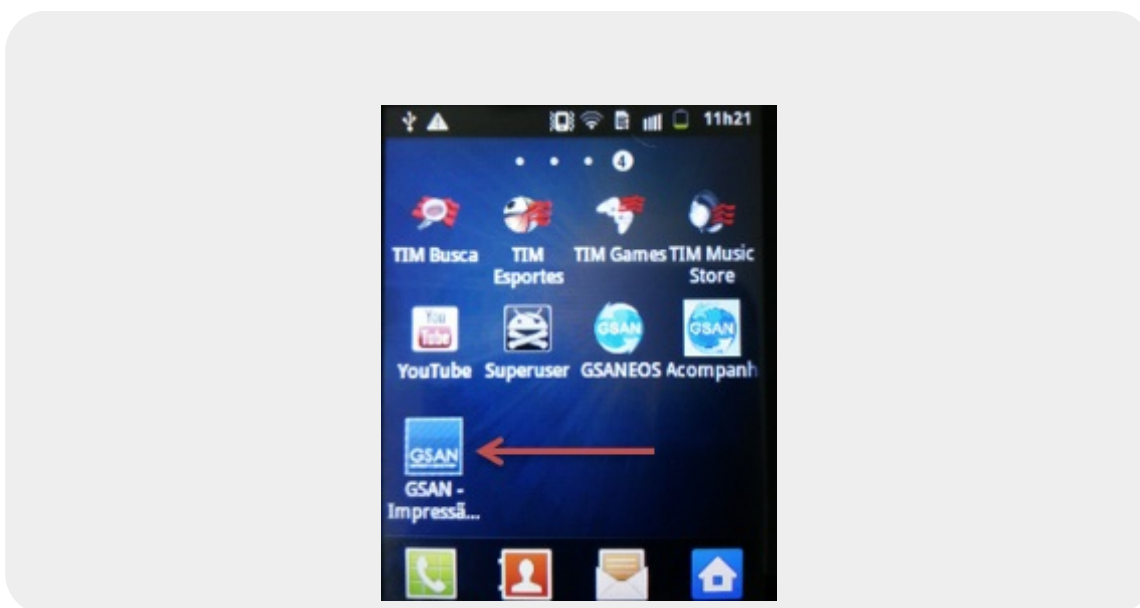 11h21
4
TIM Busca
TIM
Esportes
TIM Games
TIM Music
Store
You
Tube
GSAN
GSAN
YouTube
Superuser
GSANEOS
Acompanh
GSAN
GSAN -
Impressã...